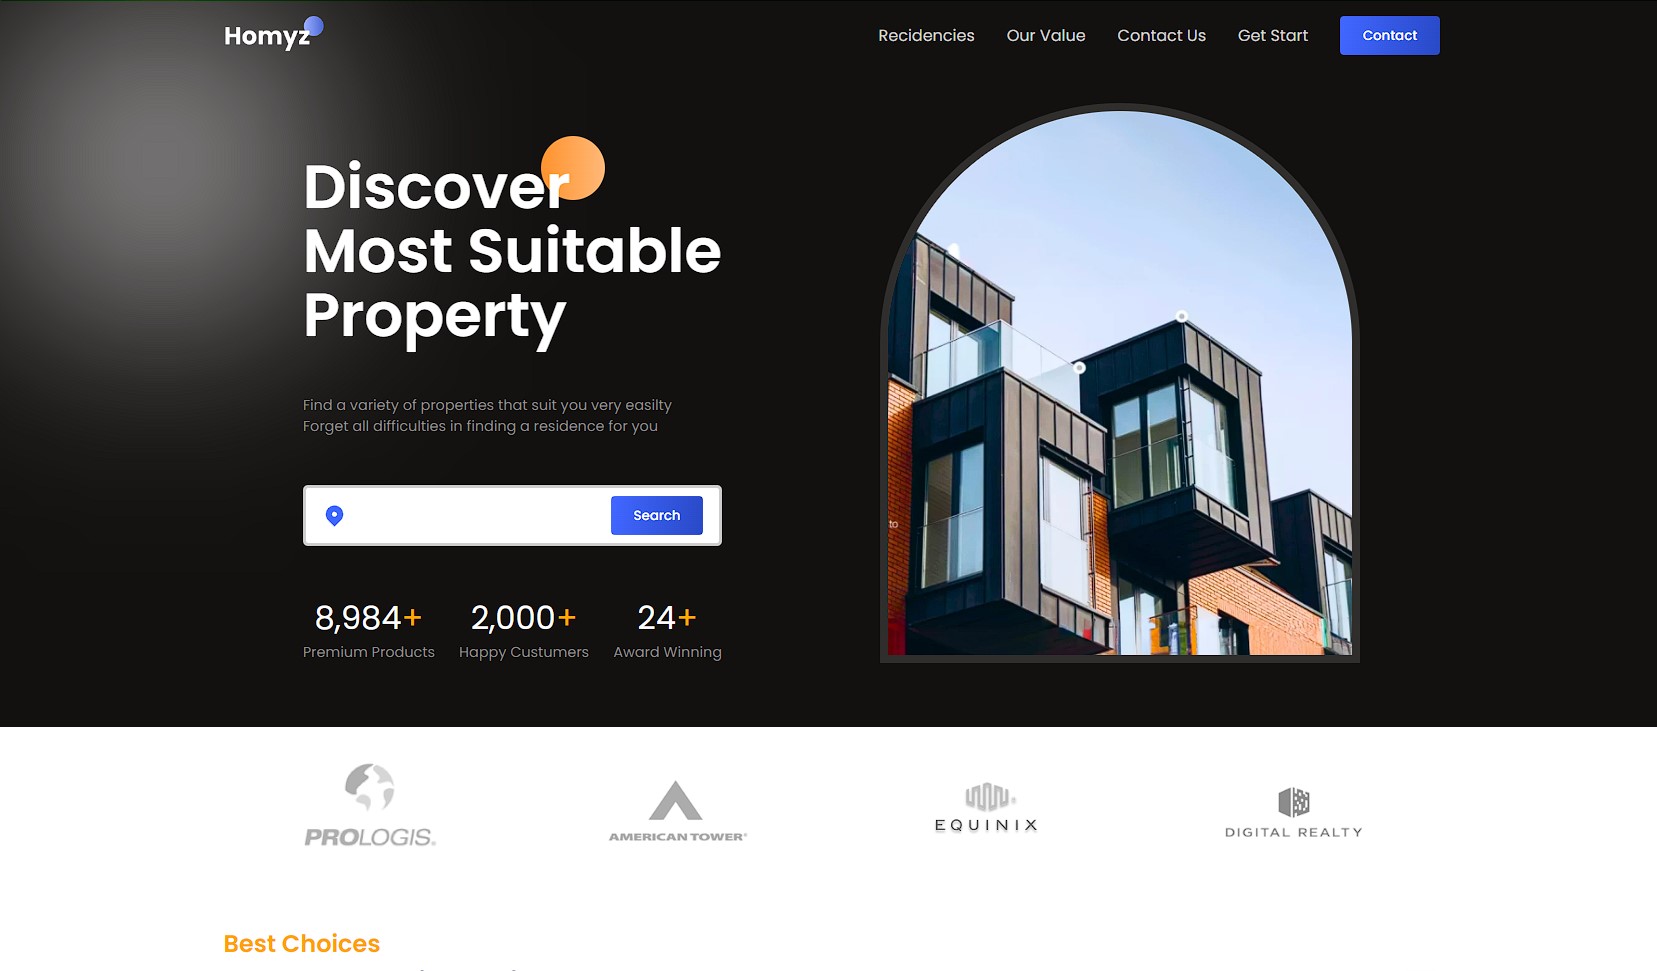 Homyz
Recidencies
Our Value
Contact Us
Get Start
Contact
Discover
Most Suitable
Property
Find a variety of properties that suit you very easilty
Forget all difficulties in finding a residence for you
Search
8,984+
2,000+
24+
Premium Products
Happy Custumers
Award Winning
to
PROLOGIS®
AMERICAN TOWER®
EQUINIX
DIGITAL REALTY
Best Choices